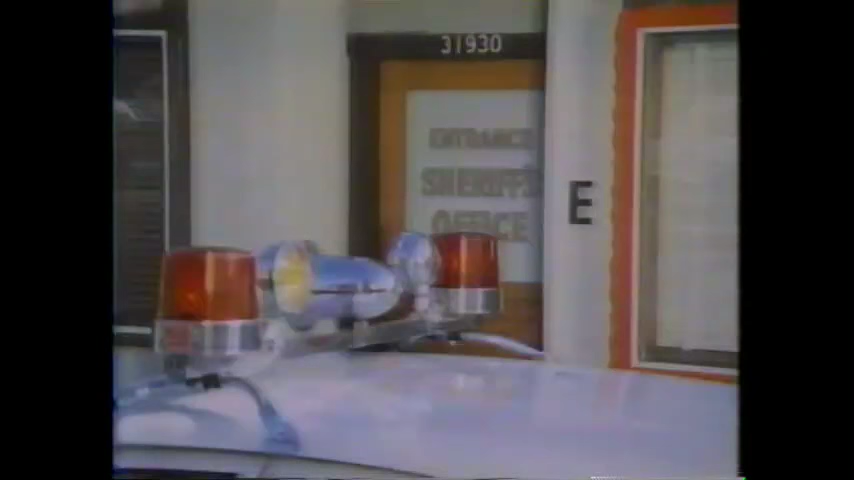 31930
ENTRANCE
SHERIFF'S
OFFICE
E